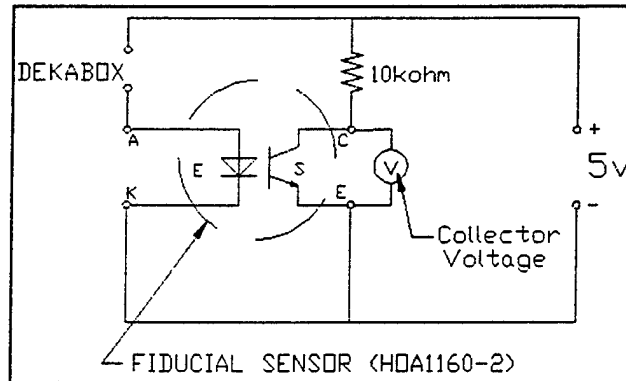 DEKABOX
10kohm
A
C
+
E
S
V
5v
K
E
-
Collector
Voltage
FIDUCIAL SENSOR (HOA1160-2)